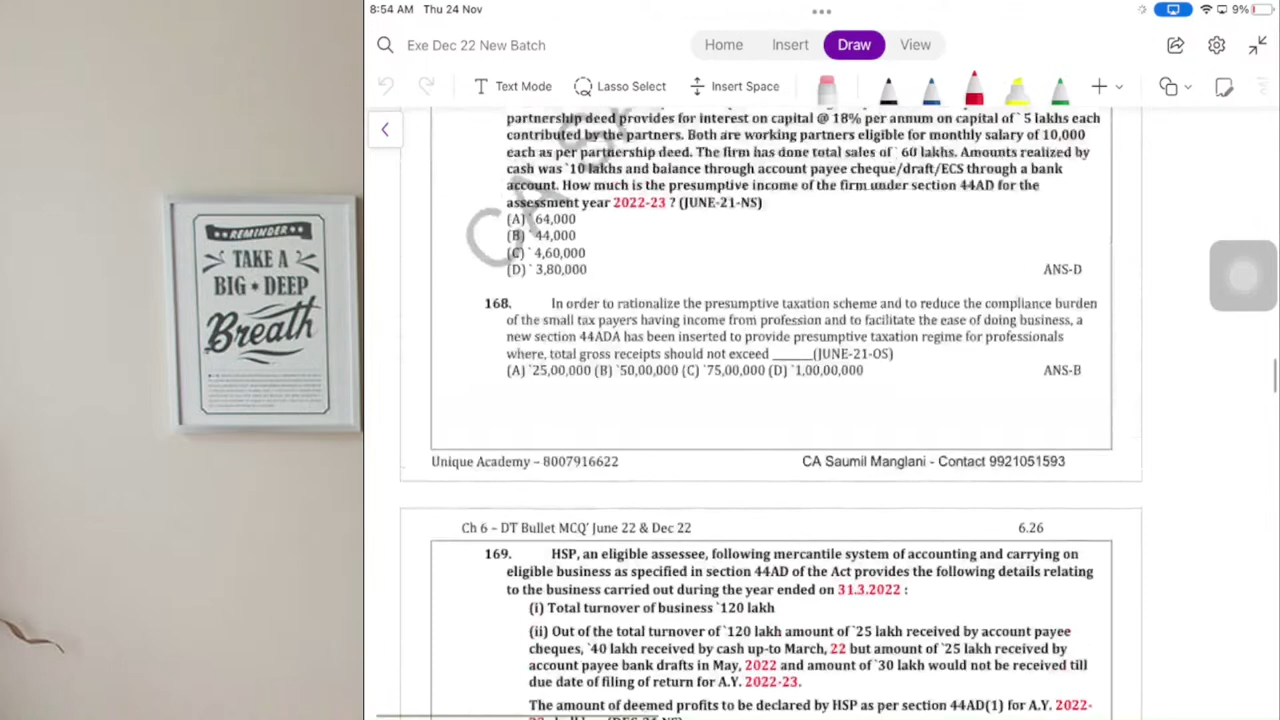 8:54 AM Thu 24 Nov
9%
Exe Dec 22 New Batch
Home Insert Draw View
Text Mode Lasso Select Insert Space
REMINDER
TAKE A
BIG DEEP
Breath
partnership deed provides for interest on capital @ 18% per annum on capital of ` 5 lakhs each
contributed by the partners. Both are working partners eligible for monthly salary of 10,000
each as per partnership deed. The firm has done total sales of ` 60 lakhs. Amounts realized by
cash was `10 lakhs and balance through account payee cheque/draft/ECS through a bank
account. How much is the presumptive income of the firm under section 44AD for the
assessment year 2022-23 ? (JUNE-21-NS)
(A) ` 64,000
(B) ` 44,000
(C) ` 4,60,000
(D) ` 3,80,000 ANS-D
168. In order to rationalize the presumptive taxation scheme and to reduce the compliance burden
of the small tax payers having income from profession and to facilitate the ease of doing business, a
new section 44ADA has been inserted to provide presumptive taxation regime for professionals
where, total gross receipts should not exceed ______(JUNE-21-OS)
(A) `25,00,000 (B) `50,00,000 (C) `75,00,000 (D) `1,00,00,000 ANS-B
Unique Academy – 8007916622 CA Saumil Manglani - Contact 9921051593
Ch 6 – DT Bullet MCQ' June 22 & Dec 22 6.26
169. HSP, an eligible assessee, following mercantile system of accounting and carrying on
eligible business as specified in section 44AD of the Act provides the following details relating
to the business carried out during the year ended on 31.3.2022 :
(i) Total turnover of business `120 lakh
(ii) Out of the total turnover of `120 lakh amount of `25 lakh received by account payee
cheques, `40 lakh received by cash up-to March, 22 but amount of `25 lakh received by
account payee bank drafts in May, 2022 and amount of `30 lakh would not be received till
due date of filing of return for A.Y. 2022-23.
The amount of deemed profits to be declared by HSP as per section 44AD(1) for A.Y. 2022-